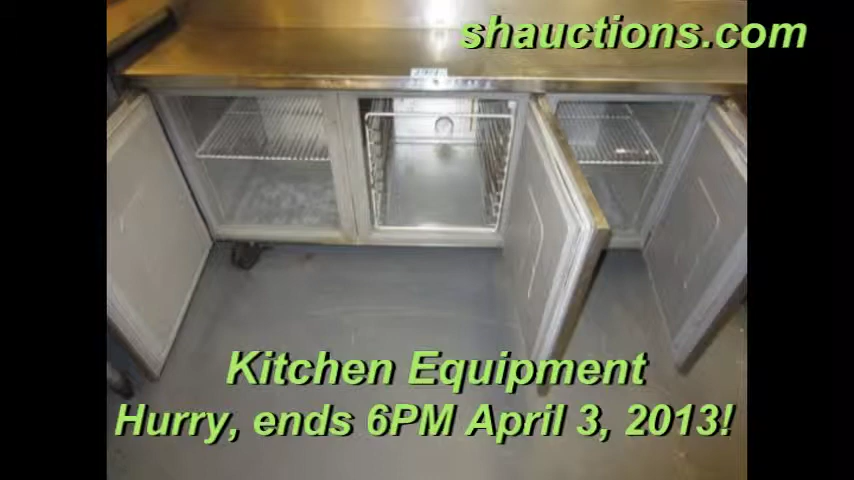 shauctions.com
Kitchen Equipment
Hurry, ends 6PM April 3, 2013!